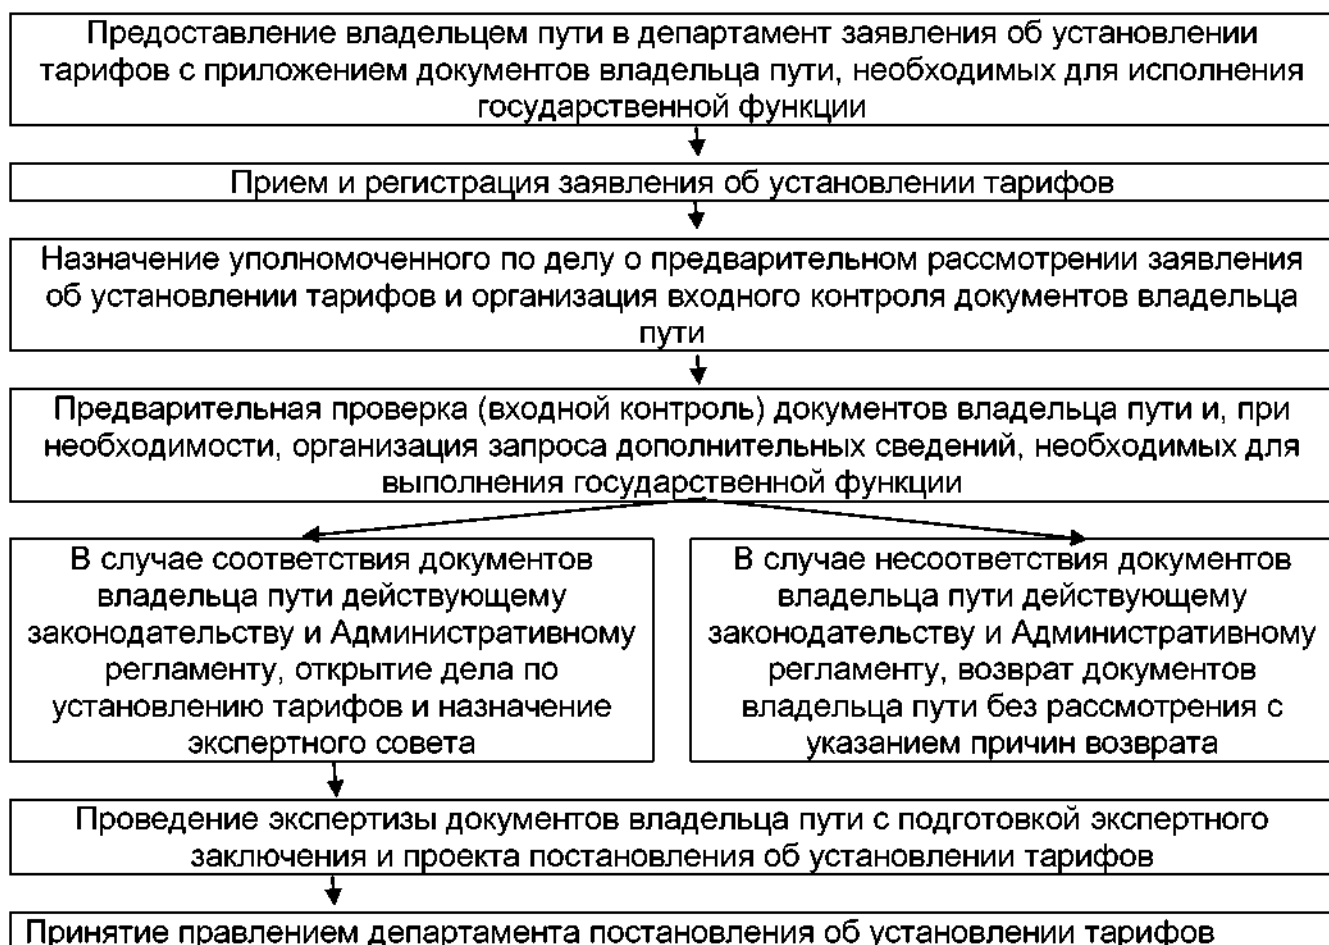 Предоставление владельцем пути в департамент заявления об установлении
тарифов с приложением документов владельца пути, необходимых для исполнения
государственной функции
Прием и регистрация заявления об установлении тарифов
Назначение уполномоченного по делу о предварительном рассмотрении заявления
об установлении тарифов и организация входного контроля документов владельца
пути
Предварительная проверка (входной контроль) документов владельца пути и, при
необходимости, организация запроса дополнительных сведений, необходимых для
выполнения государственной функции
В случае соответствия документов
владельца пути действующему
законодательству и Административному
регламенту, открытие дела по
установлению тарифов и назначение
экспертного совета
В случае несоответствия документов
владельца пути действующему
законодательству и Административному
регламенту, возврат документов
владельца пути без рассмотрения с
указанием причин возврата
Проведение экспертизы документов владельца пути с подготовкой экспертного
заключения и проекта постановления об установлении тарифов
Принятие правлением департамента постановления об установлении тарифов